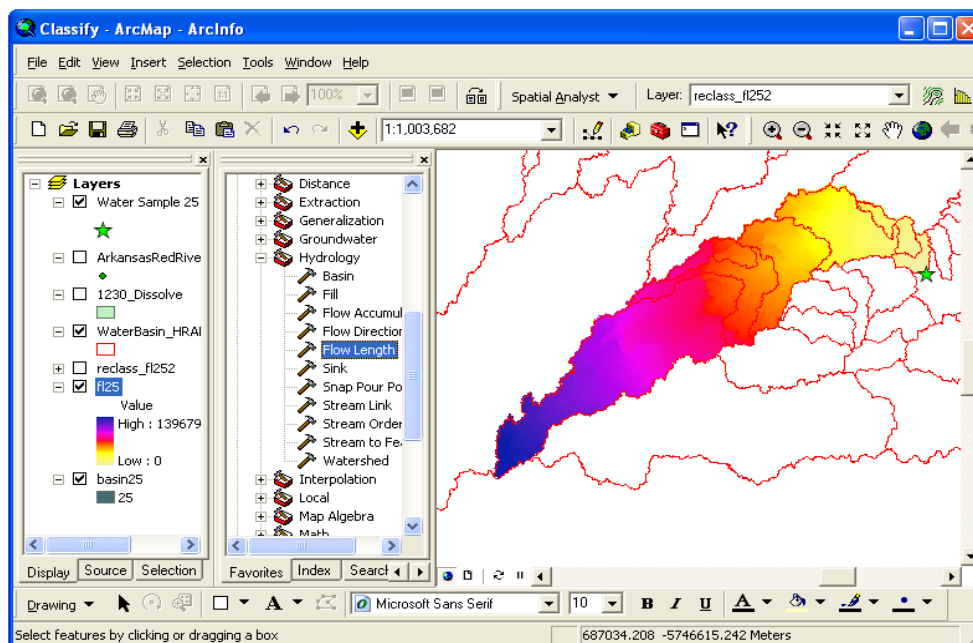 Classify - ArcMap - ArcInfo
File Edit View Insert Selection Tools Window Help
100% Spatial Analyst Layer: reclass_fl252
1:1,003,682
Layers
Water Sample 25
ArkansasRedRive
1230_Dissolve
WaterBasin_HRAI
reclass_fl252
fl25
Value
High : 139679
Low : 0
basin25
25
Display Source Selection
Distance
Extraction
Generalization
Groundwater
Hydrology
Basin
Fill
Flow Accumul
Flow Direction
Flow Length
Sink
Snap Pour Po
Stream Link
Stream Order
Stream to Fea
Watershed
Interpolation
Local
Map Algebra
Math
Favorites Index Search
Drawing A Microsoft Sans Serif 10 B I U A
Select features by clicking or dragging a box 687034.208 -5746615.242 Meters